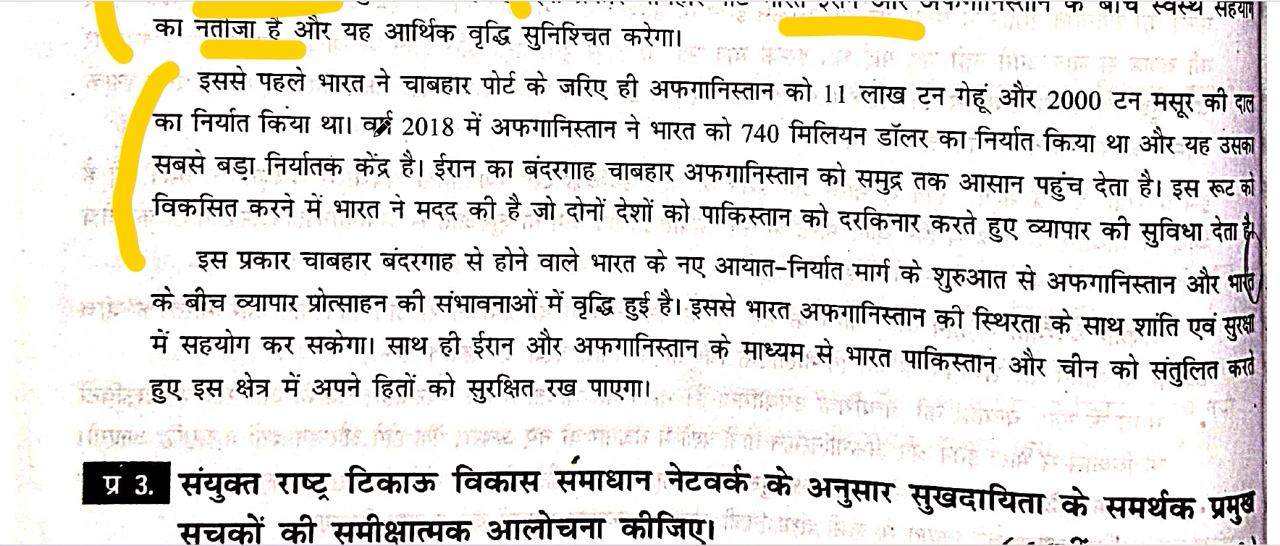 के बीच स्वस्थ सहयोग
का नतीजा है और यह आर्थिक वृद्धि सुनिश्चित करेगा।
इससे पहले भारत ने चाबहार पोर्ट के जरिए ही अफगानिस्तान को 11 लाख टन गेहूं और 2000 टन मसूर की दाल
का निर्यात किया था। वर्ष 2018 में अफगानिस्तान ने भारत को 740 मिलियन डॉलर का निर्यात किया था और यह उसका
सबसे बड़ा निर्यातक केंद्र है। ईरान का बंदरगाह चाबहार अफगानिस्तान को समुद्र तक आसान पहुंच देता है। इस रूट को
विकसित करने में भारत ने मदद की है जो दोनों देशों को पाकिस्तान को दरकिनार करते हुए व्यापार की सुविधा देता है
इस प्रकार चाबहार बंदरगाह से होने वाले भारत के नए आयात-निर्यात मार्ग के शुरुआत से अफगानिस्तान और भारत
के बीच व्यापार प्रोत्साहन की संभावनाओं में वृद्धि हुई है। इससे भारत अफगानिस्तान की स्थिरता के साथ शांति एवं सुरक्षा
में सहयोग कर सकेगा। साथ ही ईरान और अफगानिस्तान के माध्यम से भारत पाकिस्तान और चीन को संतुलित करते
हुए इस क्षेत्र में अपने हितों को सुरक्षित रख पाएगा।
प्र 3. संयुक्त राष्ट्र टिकाऊ विकास समाधान नेटवर्क के अनुसार सुखदायिता के समर्थक प्रमुख
सूचकों की समीक्षात्मक आलोचना कीजिए।